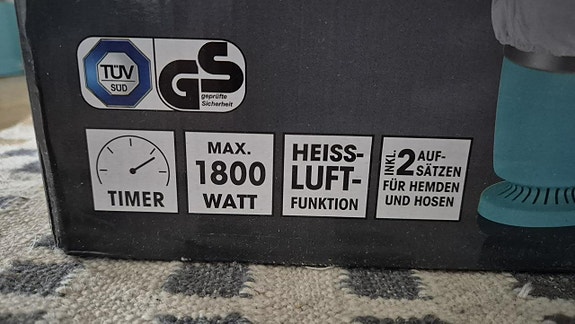 TÜV
SÜD
GS
geprüfte
Sicherheit
TIMER
MAX.
1800
WATT
HEISS-
LUFT-
FUNKTION
INKL. 2 AUF-
SÄTZEN
FÜR HEMDEN
UND HOSEN